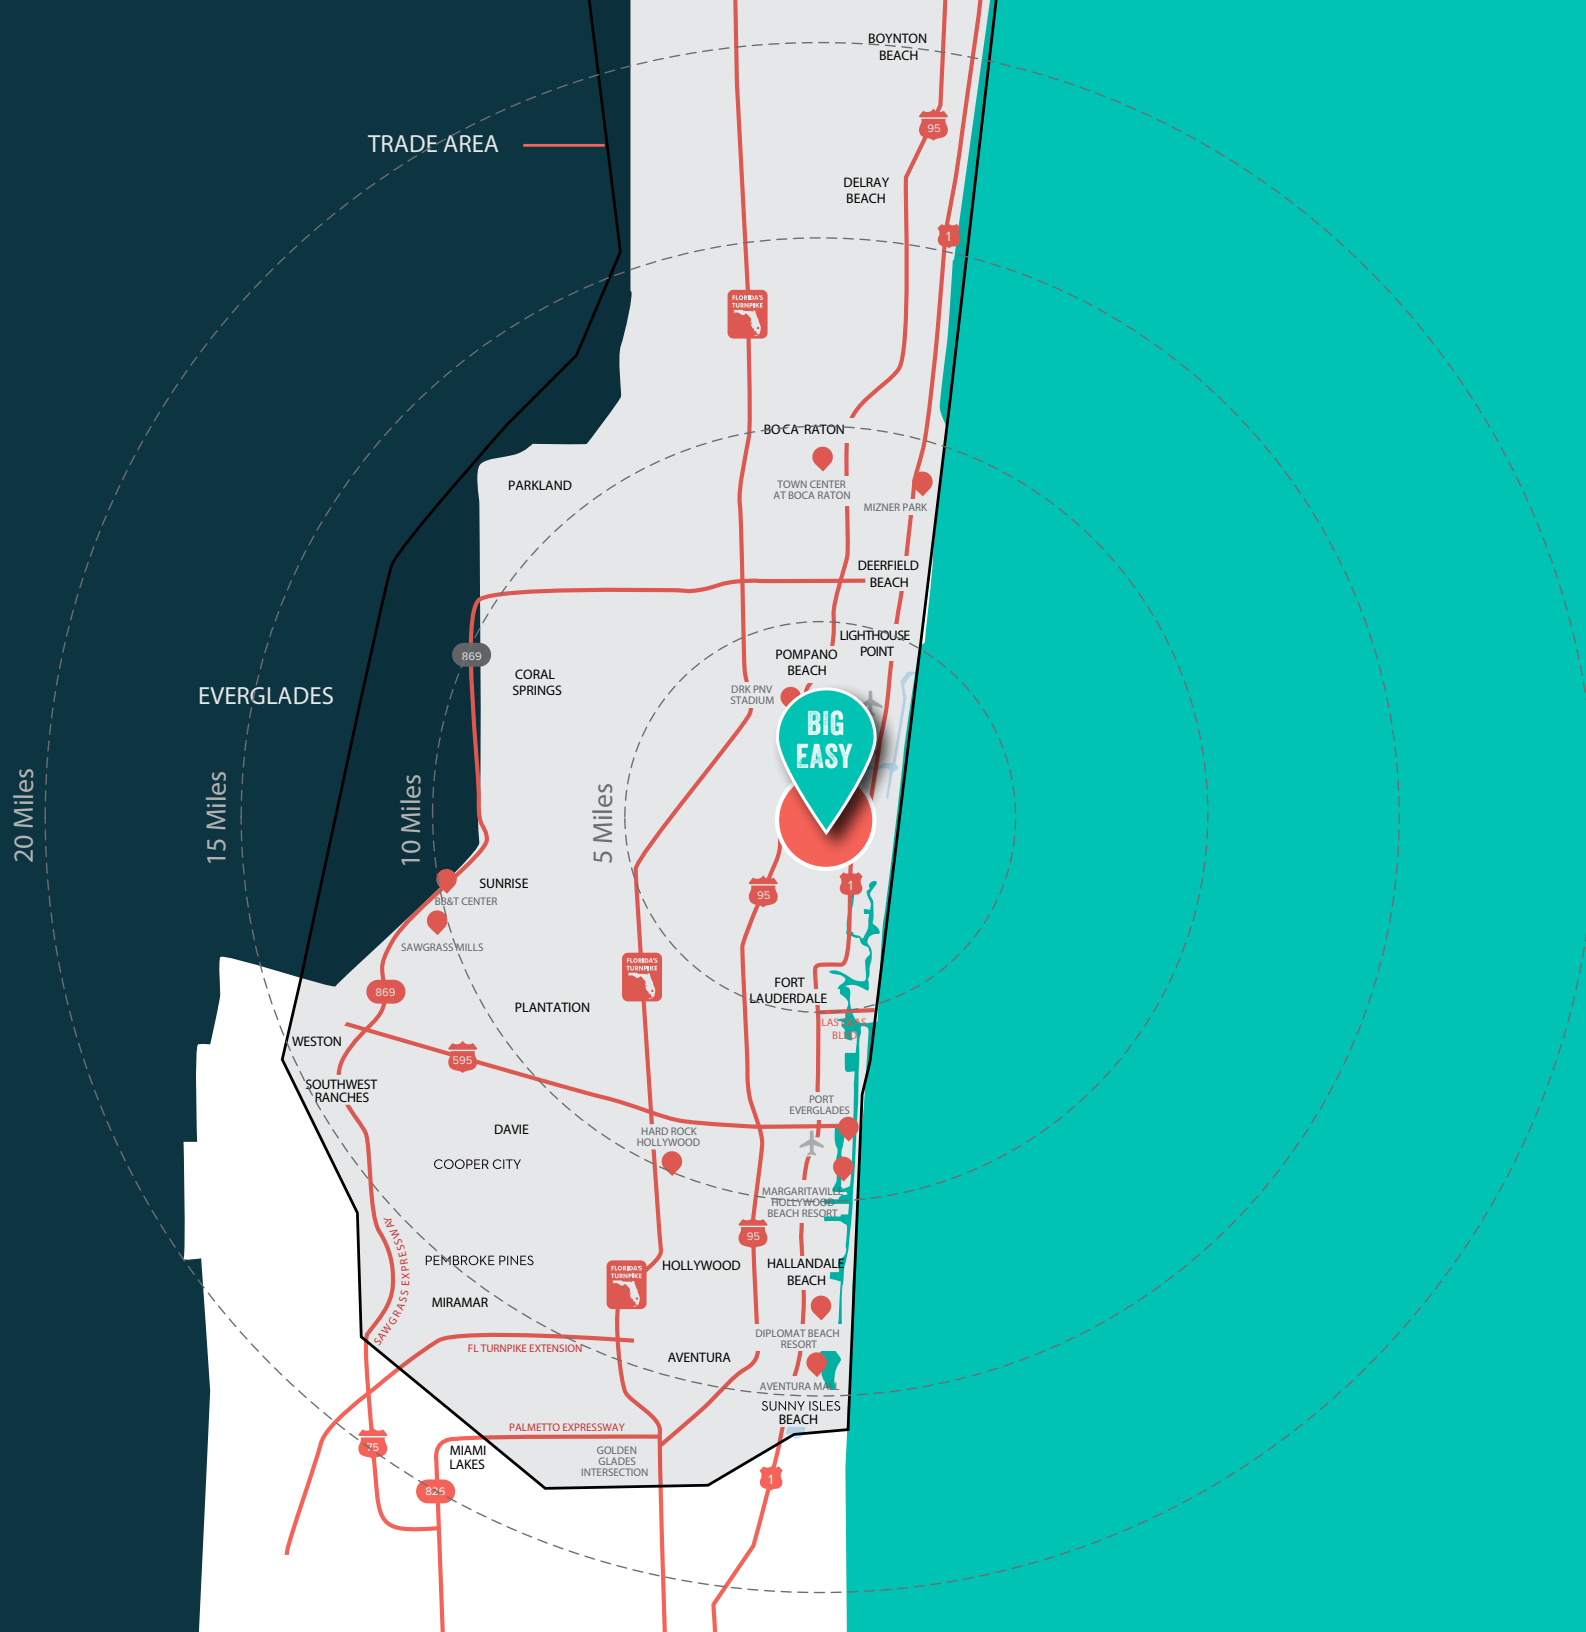 BOYNTON
BEACH
95
TRADE AREA
DELRAY
BEACH
1
FLORIDA'S
TURNPIKE
BOCA RATON
TOWN CENTER
AT BOCA RATON
PARKLAND
MIZNER PARK
DEERFIELD
BEACH
LIGHTHOUSE
POINT
869
POMPANO
BEACH
CORAL
SPRINGS
EVERGLADES
DRK PNV
STADIUM
BIG
EASY
20 Miles
15 Miles
10 Miles
5 Miles
SUNRISE
BB&T CENTER
95
1
SAWGRASS MILLS
FLORIDA'S
TURNPIKE
869
FORT
LAUDERDALE
PLANTATION
LAS OLAS
BLVD
WESTON
595
SOUTHWEST
RANCHES
PORT
EVERGLADES
DAVIE
HARD ROCK
HOLLYWOOD
COOPER CITY
MARGARITAVILLE
HOLLYWOOD
BEACH RESORT
95
SAWGRASS EXPRESSWAY
PEMBROKE PINES
HOLLYWOOD
HALLANDALE
BEACH
FLORIDA'S
TURNPIKE
MIRAMAR
DIPLOMAT BEACH
RESORT
FL TURNPIKE EXTENSION
AVENTURA
AVENTURA MALL
SUNNY ISLES
BEACH
PALMETTO EXPRESSWAY
75
MIAMI
LAKES
GOLDEN
GLADES
INTERSECTION
1
826